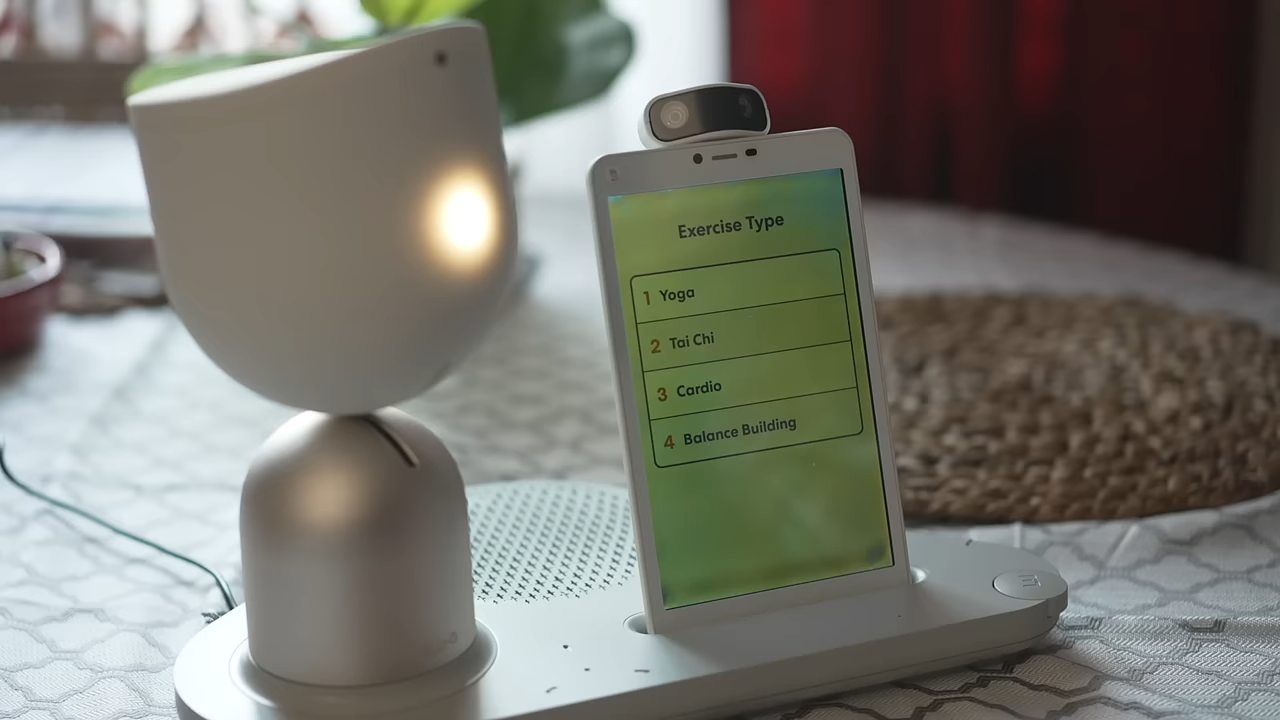 Exercise Type
1 Yoga
2 Tai Chi
3 Cardio
4 Balance Building